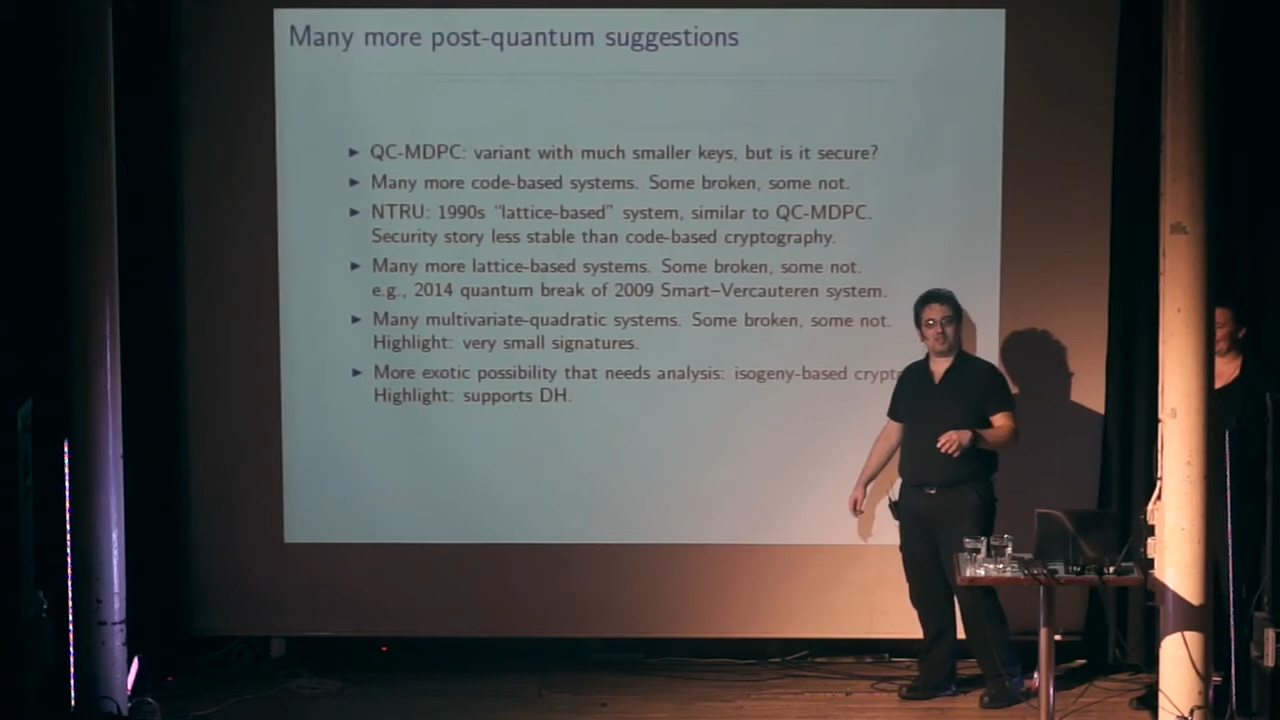 Many more post-quantum suggestions
► QC-MDPC: variant with much smaller keys, but is it secure?
► Many more code-based systems. Some broken, some not.
► NTRU: 1990s “lattice-based” system, similar to QC-MDPC.
Security story less stable than code-based cryptography.
► Many more lattice-based systems. Some broken, some not.
e.g., 2014 quantum break of 2009 Smart–Vercauteren system.
► Many multivariate-quadratic systems. Some broken, some not.
Highlight: very small signatures.
► More exotic possibility that needs analysis: isogeny-based crypt
Highlight: supports DH.